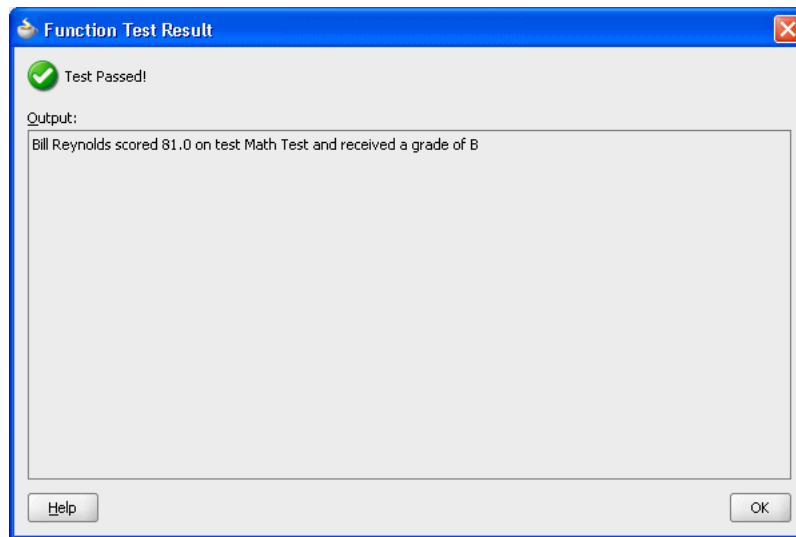 Function Test Result
Test Passed!
Output:
Bill Reynolds scored 81.0 on test Math Test and received a grade of B
Help
OK